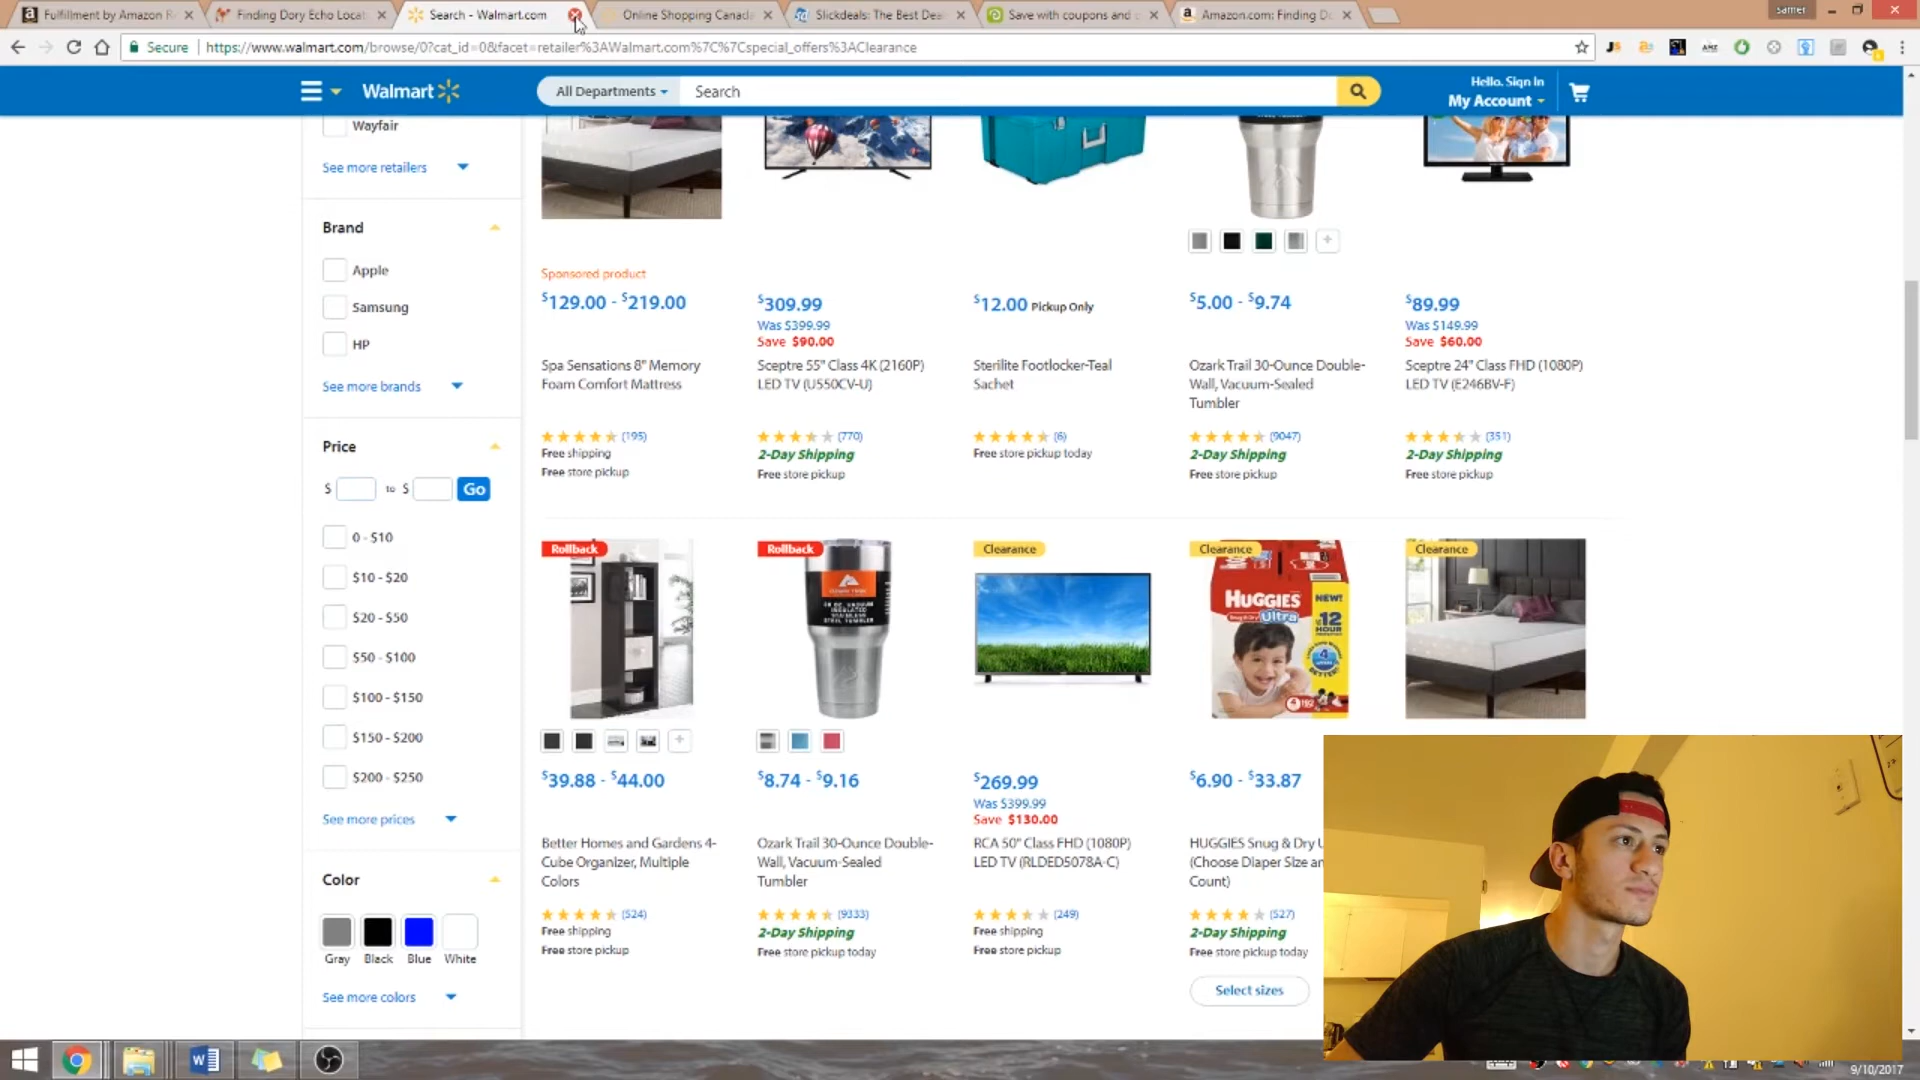 Fulfillment by Amazon R
Finding Dory Echo Locat
Search - Walmart.com
Online Shopping Canada
Slickdeals: The Best Dea
Save with coupons and
Amazon.com: Finding D
samer
Secure
https://www.walmart.com/browse/0?cat_id=0&facet=retailer%3AWalmart.com%7C%7Cspecial_offers%3AClearance
Walmart
All Departments
Search
Hello. Sign In
My Account
Wayfair
See more retailers
Brand
Apple
Samsung
HP
See more brands
Price
$ to $ Go
0 - $10
$10 - $20
$20 - $50
$50 - $100
$100 - $150
$150 - $200
$200 - $250
See more prices
Color
Gray Black Blue White
See more colors
Sponsored product
$129.00 - $219.00
Spa Sensations 8" Memory
Foam Comfort Mattress
(195)
Free shipping
Free store pickup
$309.99
Was $399.99
Save $90.00
Sceptre 55" Class 4K (2160P)
LED TV (U550CV-U)
(770)
2-Day Shipping
Free store pickup
$12.00 Pickup Only
Sterilite Footlocker-Teal
Sachet
(6)
Free store pickup today
$5.00 - $9.74
Ozark Trail 30-Ounce Double-
Wall, Vacuum-Sealed
Tumbler
(9047)
2-Day Shipping
Free store pickup
$89.99
Was $149.99
Save $60.00
Sceptre 24" Class FHD (1080P)
LED TV (E246BV-F)
(351)
2-Day Shipping
Free store pickup
Rollback
$39.88 - $44.00
Better Homes and Gardens 4-
Cube Organizer, Multiple
Colors
(524)
Free shipping
Free store pickup
Rollback
$8.74 - $9.16
Ozark Trail 30-Ounce Double-
Wall, Vacuum-Sealed
Tumbler
(9333)
2-Day Shipping
Free store pickup today
Clearance
$269.99
Was $399.99
Save $130.00
RCA 50" Class FHD (1080P)
LED TV (RLDED5078A-C)
(249)
Free shipping
Free store pickup
Clearance
HUGGIES
Ultra
NEW!
12
HOUR
4
$6.90 - $33.87
HUGGIES Snug & Dry U
(Choose Diaper Size an
Count)
(527)
2-Day Shipping
Free store pickup today
Select sizes
Clearance
9/10/2017